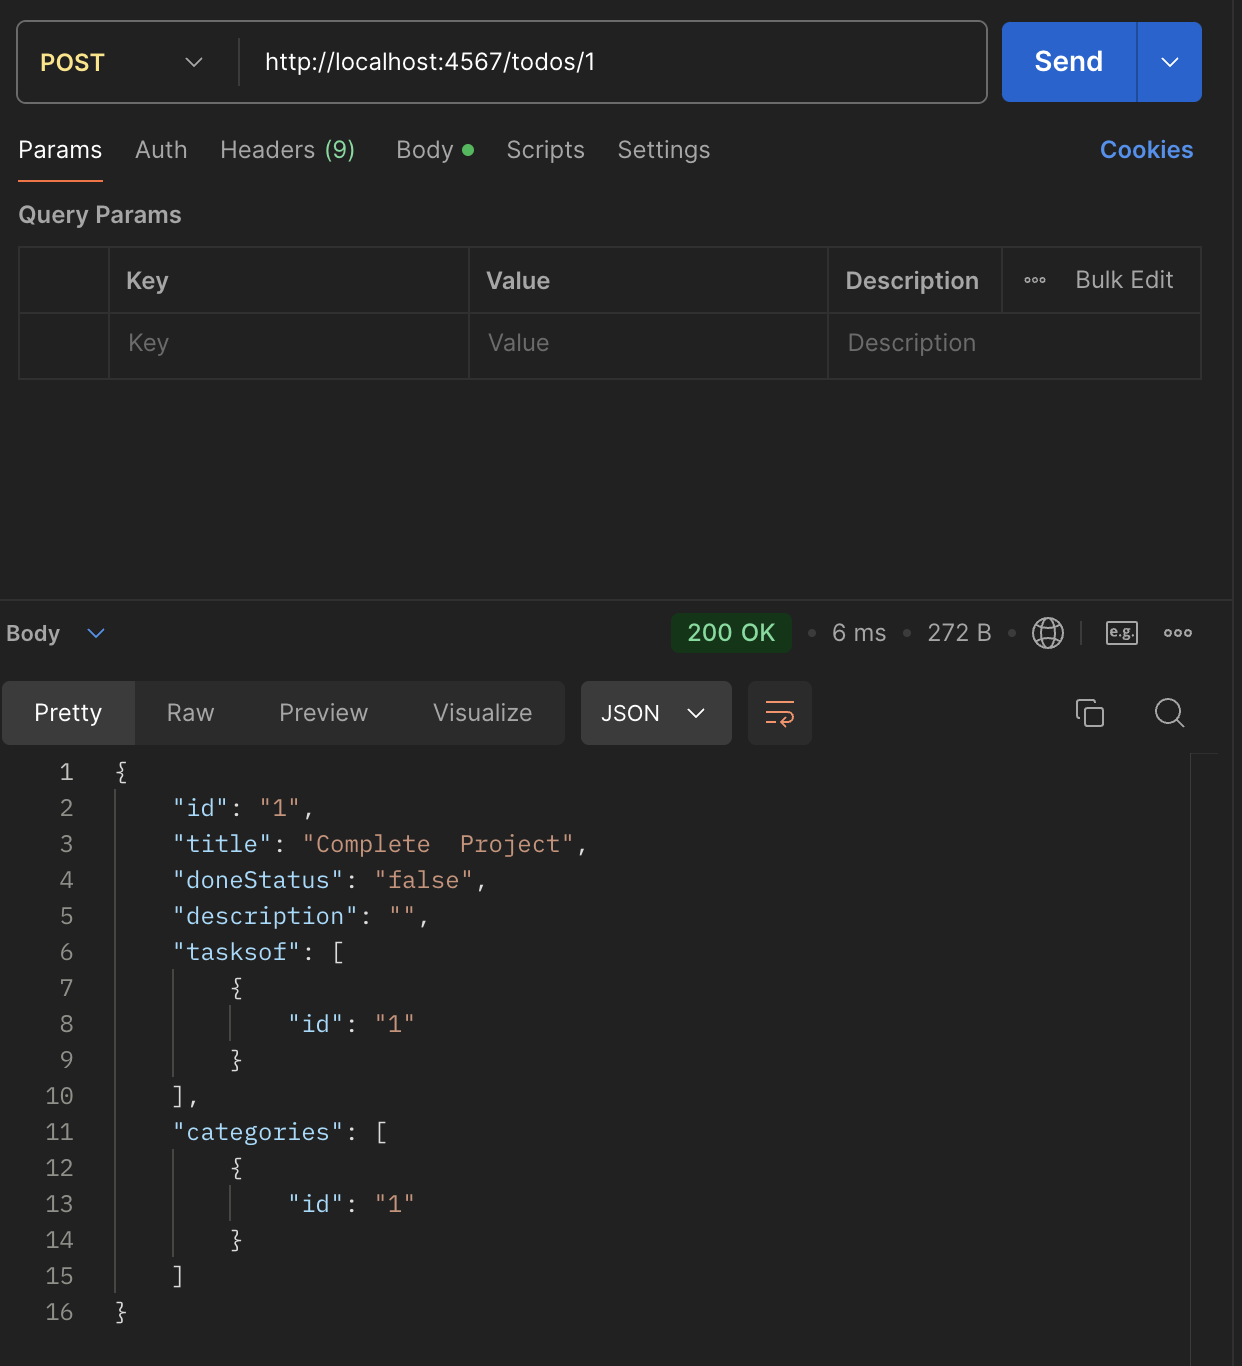 POST http://localhost:4567/todos/1 Send
Params Auth Headers (9) Body Scripts Settings Cookies
Query Params
Key Value Description Bulk Edit
Key Value Description
Body 200 OK 6 ms 272 B e.g.
Pretty Raw Preview Visualize JSON
1 {
2     "id": "1",
3     "title": "Complete  Project",
4     "doneStatus": "false",
5     "description": "",
6     "tasksof": [
7         {
8             "id": "1"
9         }
10     ],
11     "categories": [
12         {
13             "id": "1"
14         }
15     ]
16 }